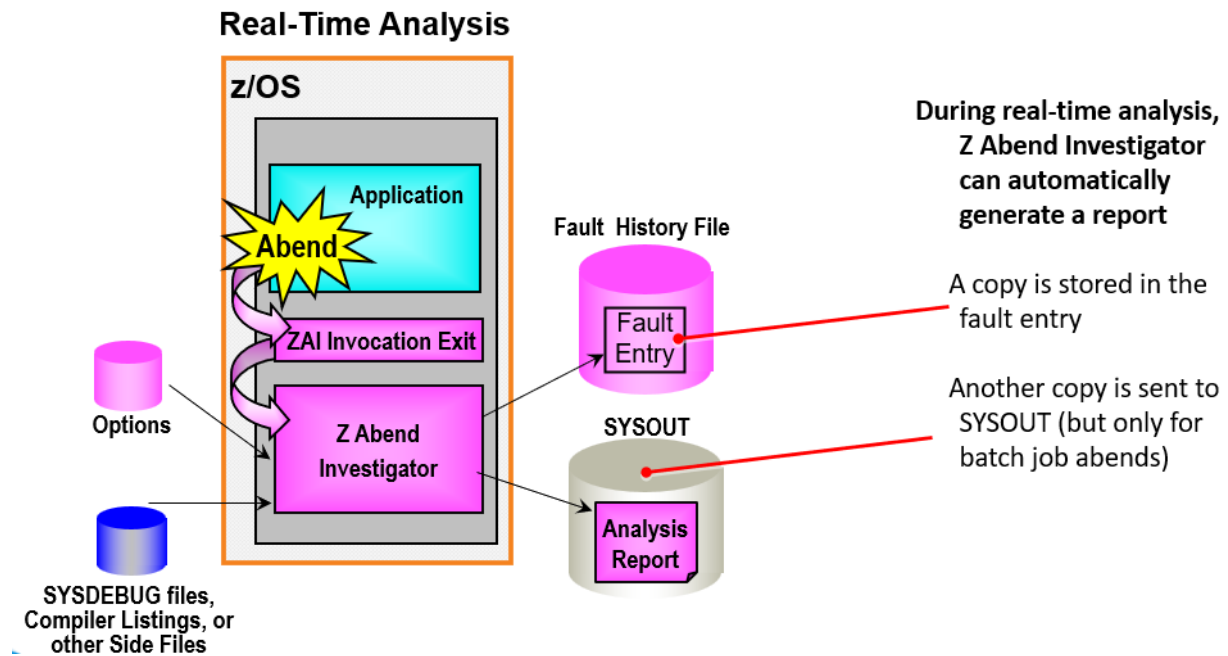 Real-Time Analysis
z/OS
Application
Abend
ZAI Invocation Exit
Z Abend
Investigator
Options
SYSDEBUG files,
Compiler Listings, or
other Side Files
Fault History File
Fault
Entry
SYSOUT
Analysis
Report
During real-time analysis,
Z Abend Investigator
can automatically
generate a report
A copy is stored in the
fault entry
Another copy is sent to
SYSOUT (but only for
batch job abends)